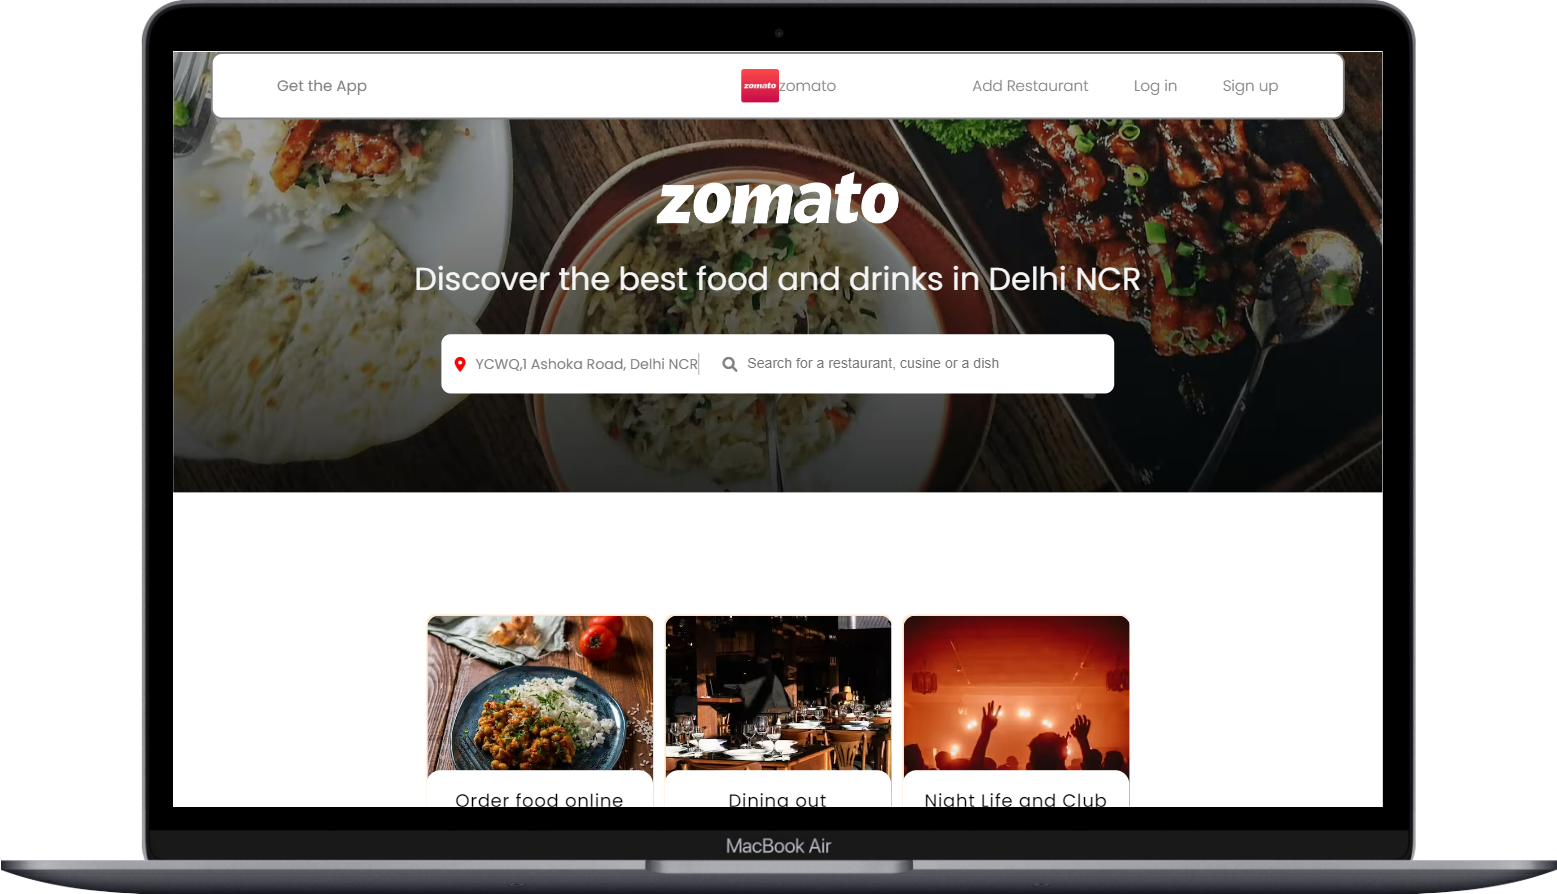 Get the App
zomato zomato
Add Restaurant Log in Sign up
zomato
Discover the best food and drinks in Delhi NCR
YCWQ,1 Ashoka Road, Delhi NCR
Search for a restaurant, cusine or a dish
Order food online
Dining out
Night Life and Club
MacBook Air